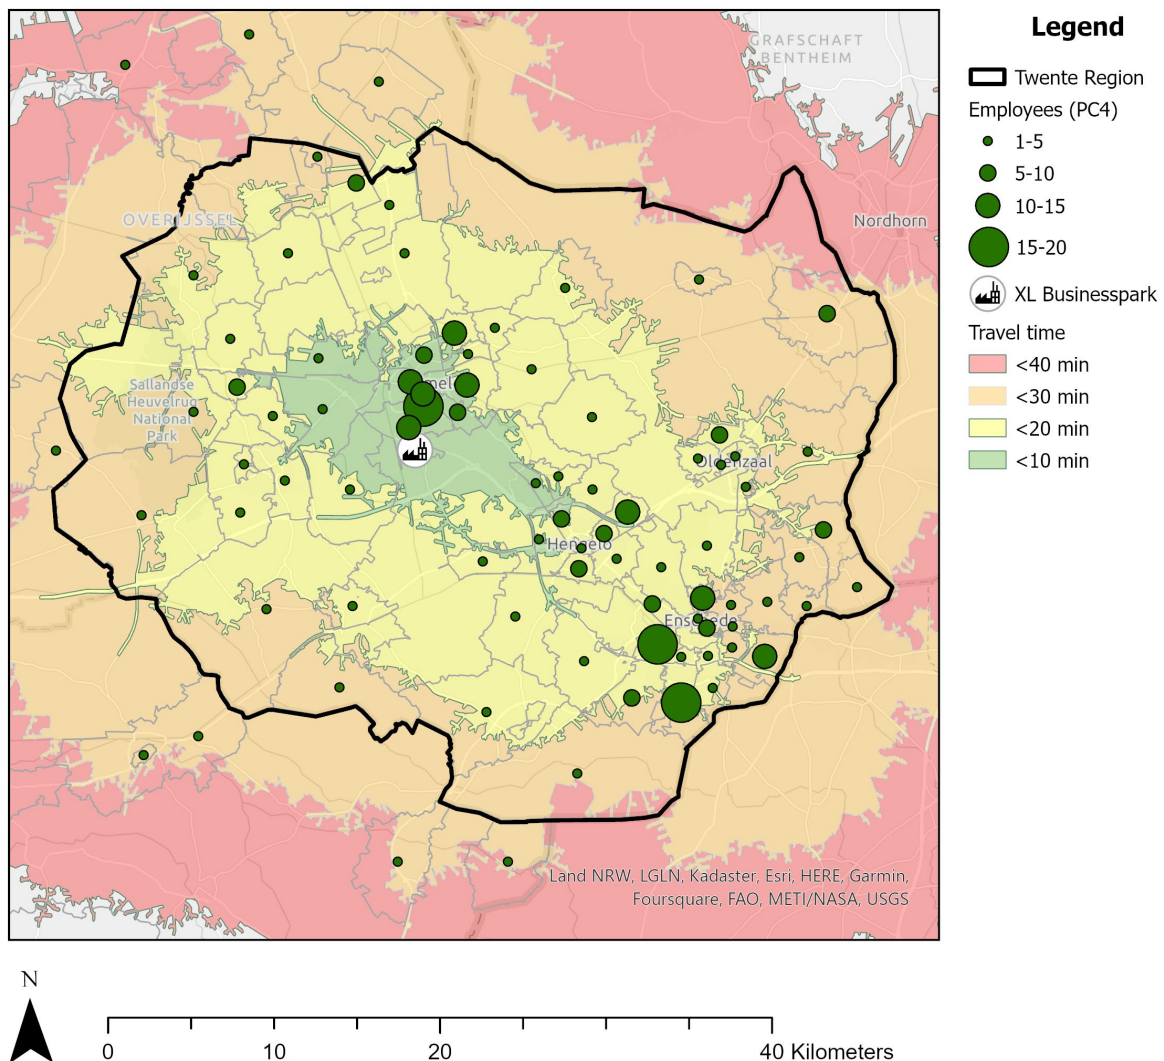 GRAFSCHAFT
BENTHEIM
OVERIJSSEL
Nordhorn
Sallandse
Heuvelrug
National
Park
Oldenzaal
Hengelo
Enschede
Land NRW, LGLN, Kadaster, Esri, HERE, Garmin,
Foursquare, FAO, METI/NASA, USGS
Legend
Twente Region
Employees (PC4)
1-5
5-10
10-15
15-20
XL Businesspark
Travel time
<40 min
<30 min
<20 min
<10 min
N
0 10 20 40 Kilometers